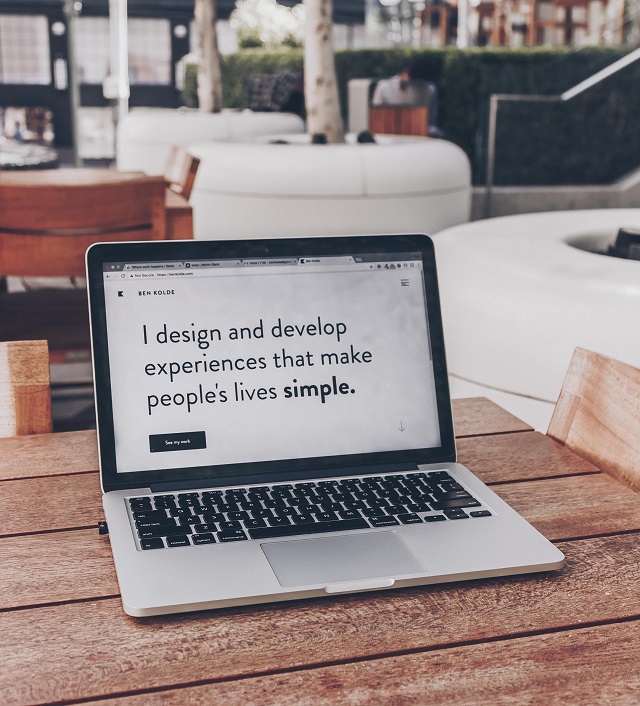 BEN KOLDE
I design and develop
experiences that make
people's lives simple.
See my work